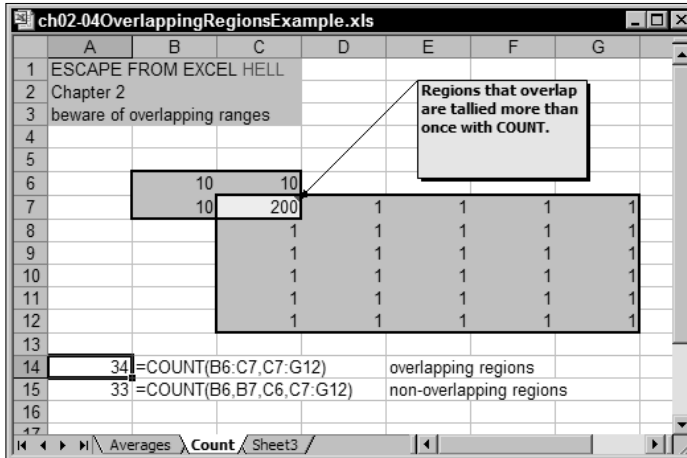 ch02-04OverlappingRegionsExample.xls
A B C D E F G
1 ESCAPE FROM EXCEL HELL
2 Chapter 2
3 beware of overlapping ranges
Regions that overlap
are tallied more than
once with COUNT.
4
5
6 10 10
7 10 200 1 1 1 1
8 1 1 1 1 1
9 1 1 1 1 1
10 1 1 1 1 1
11 1 1 1 1 1
12 1 1 1 1 1
13
14 34 =COUNT(B6:C7,C7:G12) overlapping regions
15 33 =COUNT(B6,B7,C6,C7:G12) non-overlapping regions
16
17
Averages Count Sheet3